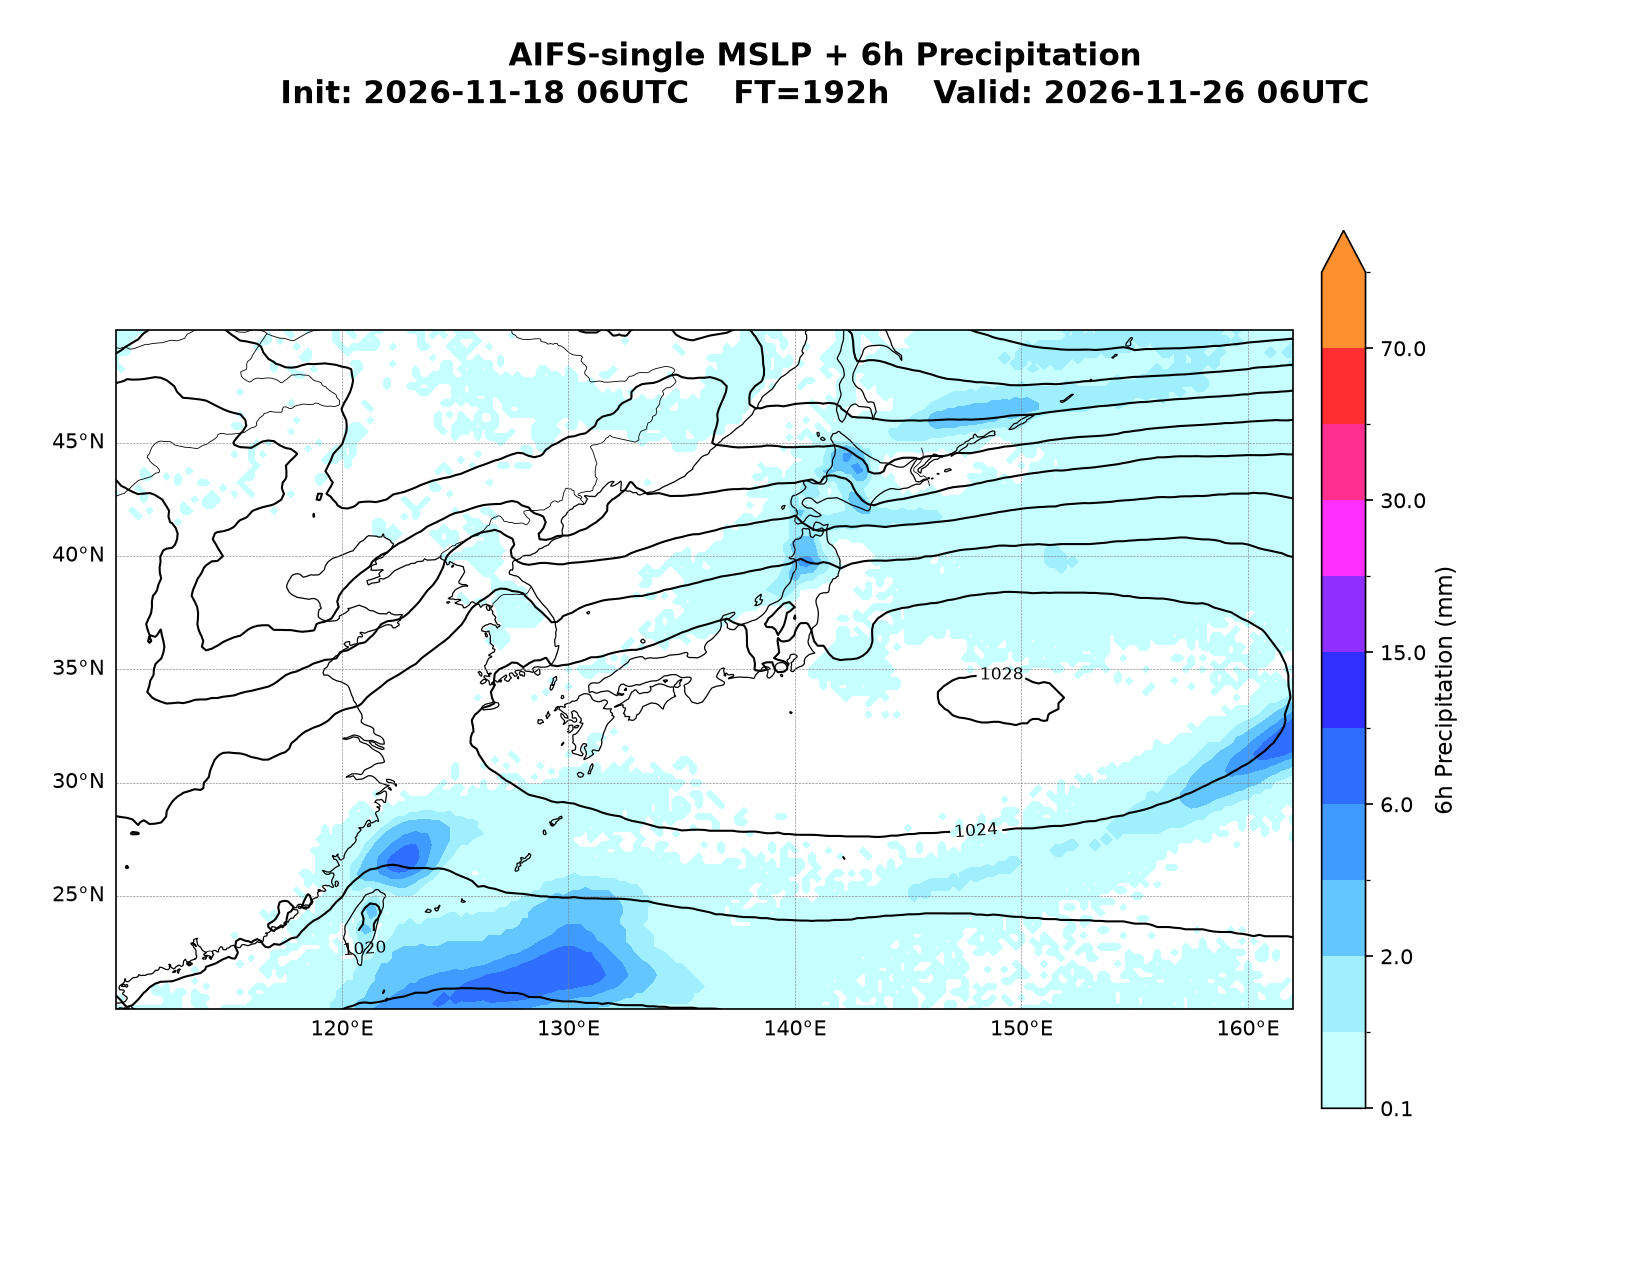 AIFS-single MSLP + 6h Precipitation
Init: 2026-11-18 06UTC    FT=192h    Valid: 2026-11-26 06UTC
70.0
45°N
30.0
40°N
15.0
35°N
1028
6h Precipitation (mm)
30°N
6.0
1024
25°N
1020
2.0
120°E
130°E
140°E
150°E
160°E
0.1